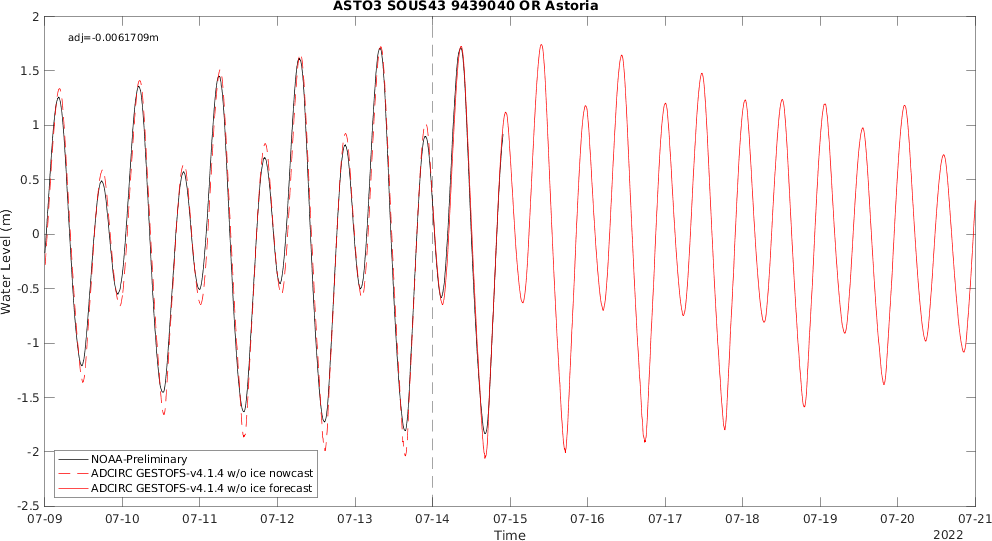 ASTO3 SOUS43 9439040 OR Astoria
adj=-0.0061709m
2
1.5
1
0.5
0
-0.5
-1
-1.5
-2
-2.5
Water Level (m)
NOAA-Preliminary
ADCIRC GESTOFS-v4.1.4 w/o ice nowcast
ADCIRC GESTOFS-v4.1.4 w/o ice forecast
07-09 07-10 07-11 07-12 07-13 07-14 07-15 07-16 07-17 07-18 07-19 07-20 07-21
Time
2022